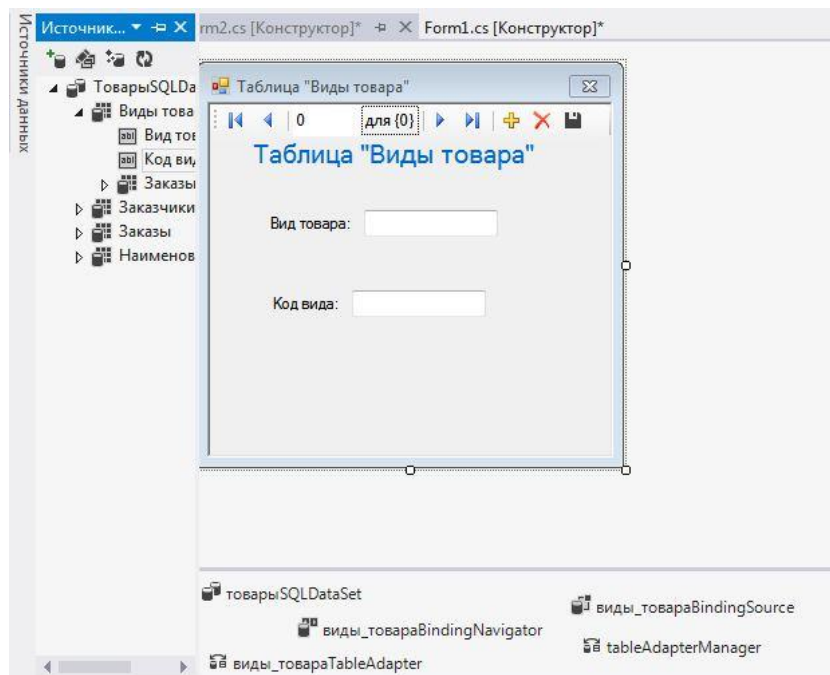 Источник...
rm2.cs [Конструктор]*
Form1.cs [Конструктор]*
Источники данных
ТоварыSQLDa
Виды това
Вид тов
Код ви
Заказы
Заказчики
Заказы
Наименов
Таблица "Виды товара"
0 для {0}
Таблица "Виды товара"
Вид товара:
Код вида:
товарыSQLDataSet
виды_товараBindingSource
виды_товараBindingNavigator
tableAdapterManager
виды_товараTableAdapter